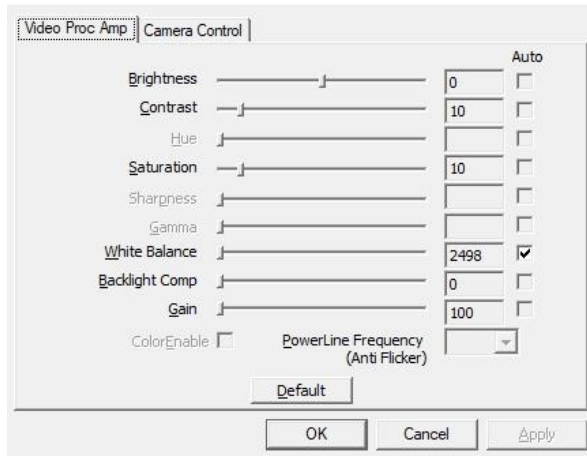 Video Proc Amp Camera Control
Auto
Brightness 0
Contrast 10
Hue
Saturation 10
Sharpness
Gamma
White Balance 2498
Backlight Comp 0
Gain 100
ColorEnable PowerLine Frequency
(Anti Flicker)
Default
OK Cancel Apply